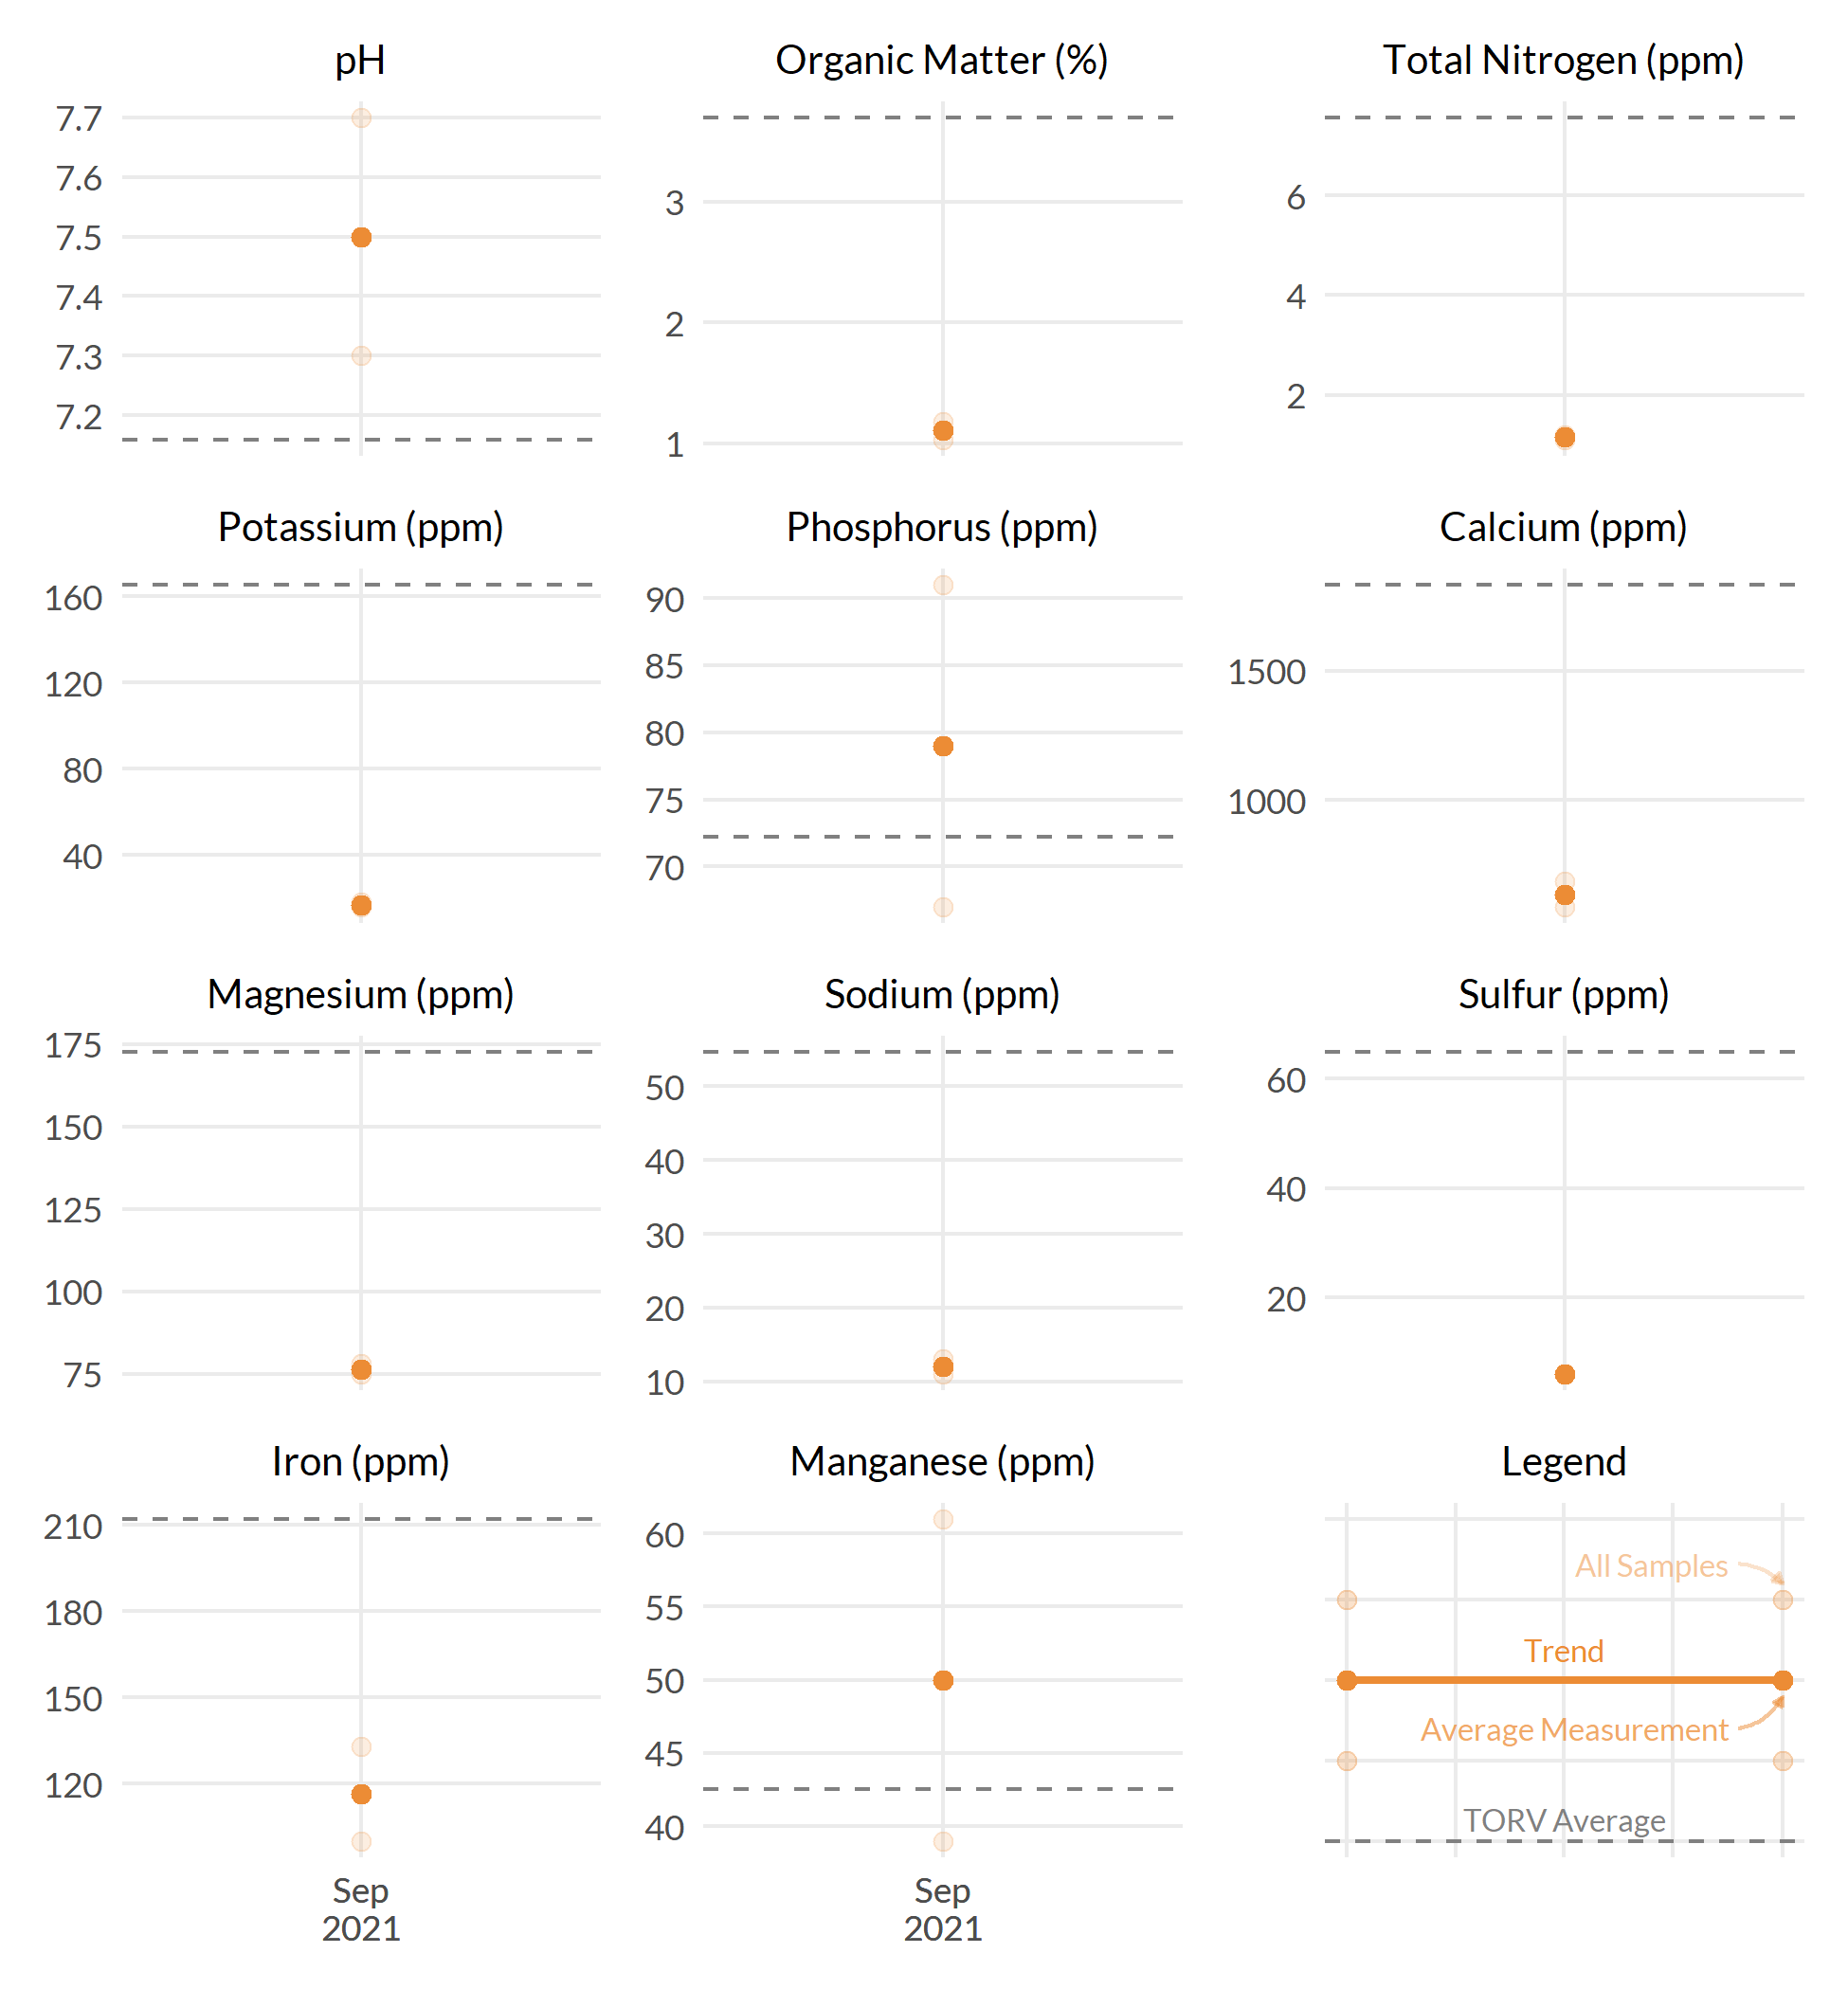 pH
7.7
7.6
7.5
7.4
7.3
7.2
Organic Matter (%)
3
2
1
Total Nitrogen (ppm)
6
4
2
Potassium (ppm)
160
120
80
40
Phosphorus (ppm)
90
85
80
75
70
Calcium (ppm)
1500
1000
Magnesium (ppm)
175
150
125
100
75
Sodium (ppm)
50
40
30
20
10
Sulfur (ppm)
60
40
20
Iron (ppm)
210
180
150
120
Sep
2021
Manganese (ppm)
60
55
50
45
40
Sep
2021
Legend
All Samples
Trend
Average Measurement
TORV Average